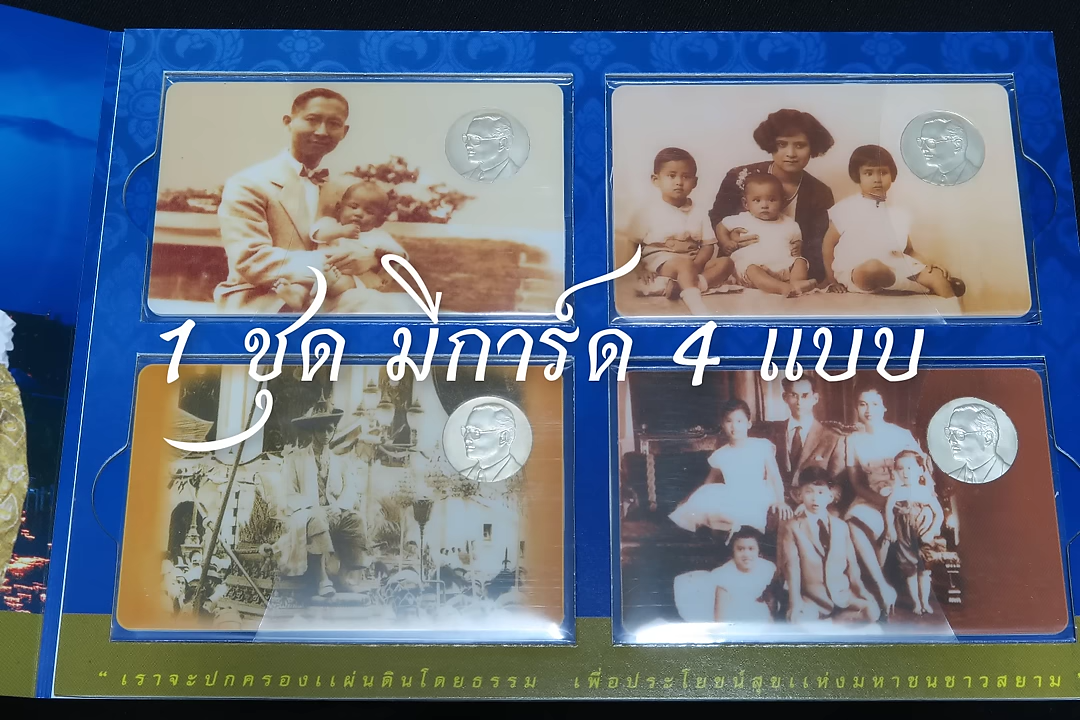 1 ชุด มีการ์ด 4 แบบ
“ เราจะปกครองแผ่นดินโดยธรรม เพื่อประโยชน์สุขแห่งมหาชนชาวสยาม ”